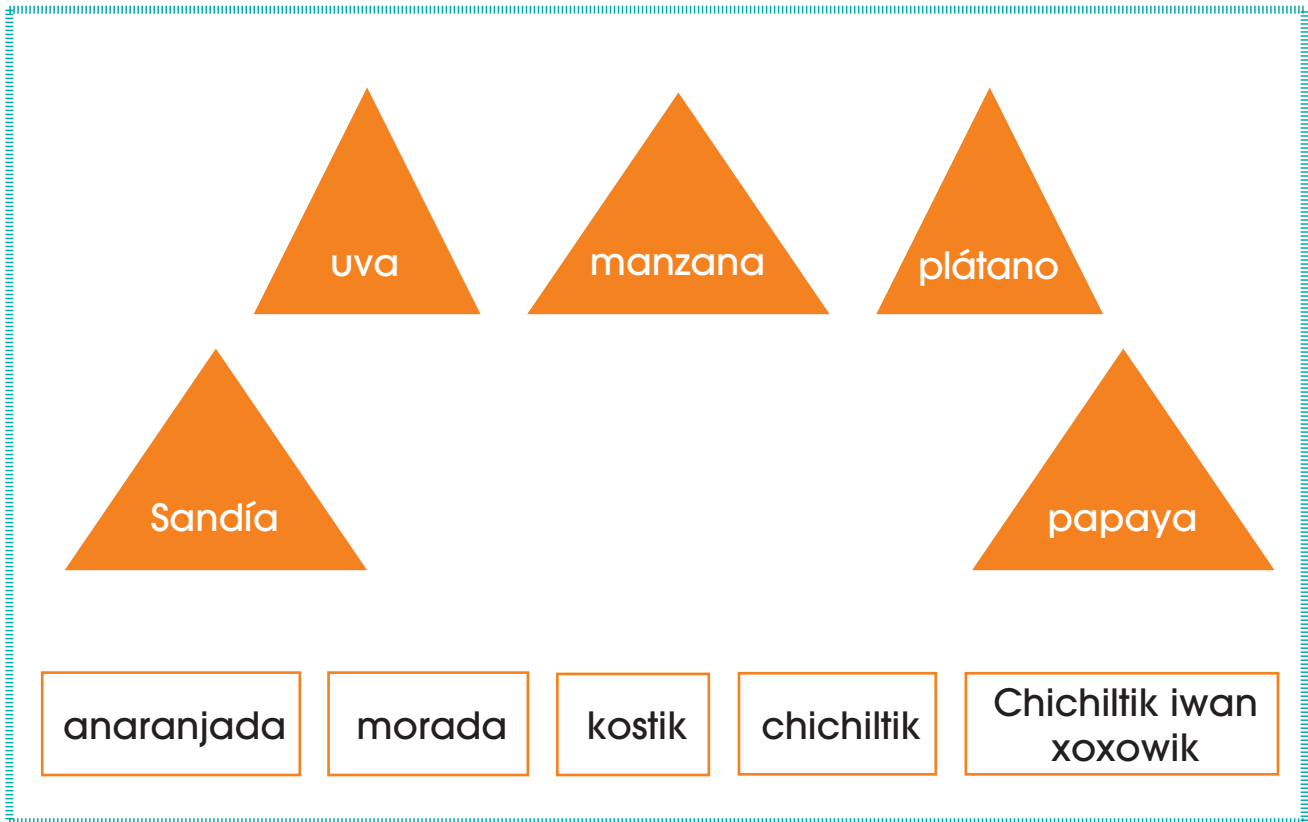 uva
manzana
plátano
Sandía
papaya
anaranjada
morada
kostik
chichiltik
Chichiltik iwan
xoxowik